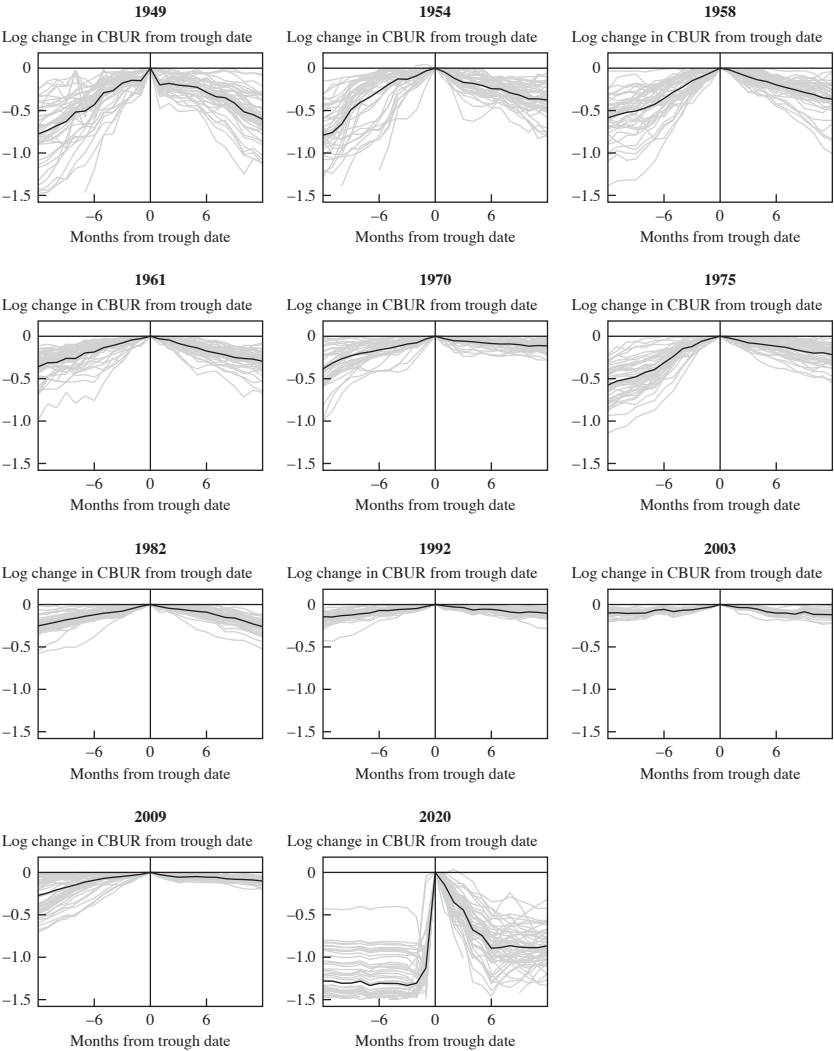 1949
Log change in CBUR from trough date
0
–0.5
–1.0
–1.5
–6 0 6
Months from trough date
1954
Log change in CBUR from trough date
0
–0.5
–1.0
–1.5
–6 0 6
Months from trough date
1958
Log change in CBUR from trough date
0
–0.5
–1.0
–1.5
–6 0 6
Months from trough date
1961
Log change in CBUR from trough date
0
–0.5
–1.0
–1.5
–6 0 6
Months from trough date
1970
Log change in CBUR from trough date
0
–0.5
–1.0
–1.5
–6 0 6
Months from trough date
1975
Log change in CBUR from trough date
0
–0.5
–1.0
–1.5
–6 0 6
Months from trough date
1982
Log change in CBUR from trough date
0
–0.5
–1.0
–1.5
–6 0 6
Months from trough date
1992
Log change in CBUR from trough date
0
–0.5
–1.0
–1.5
–6 0 6
Months from trough date
2003
Log change in CBUR from trough date
0
–0.5
–1.0
–1.5
–6 0 6
Months from trough date
2009
Log change in CBUR from trough date
0
–0.5
–1.0
–1.5
–6 0 6
Months from trough date
2020
Log change in CBUR from trough date
0
–0.5
–1.0
–1.5
–6 0 6
Months from trough date